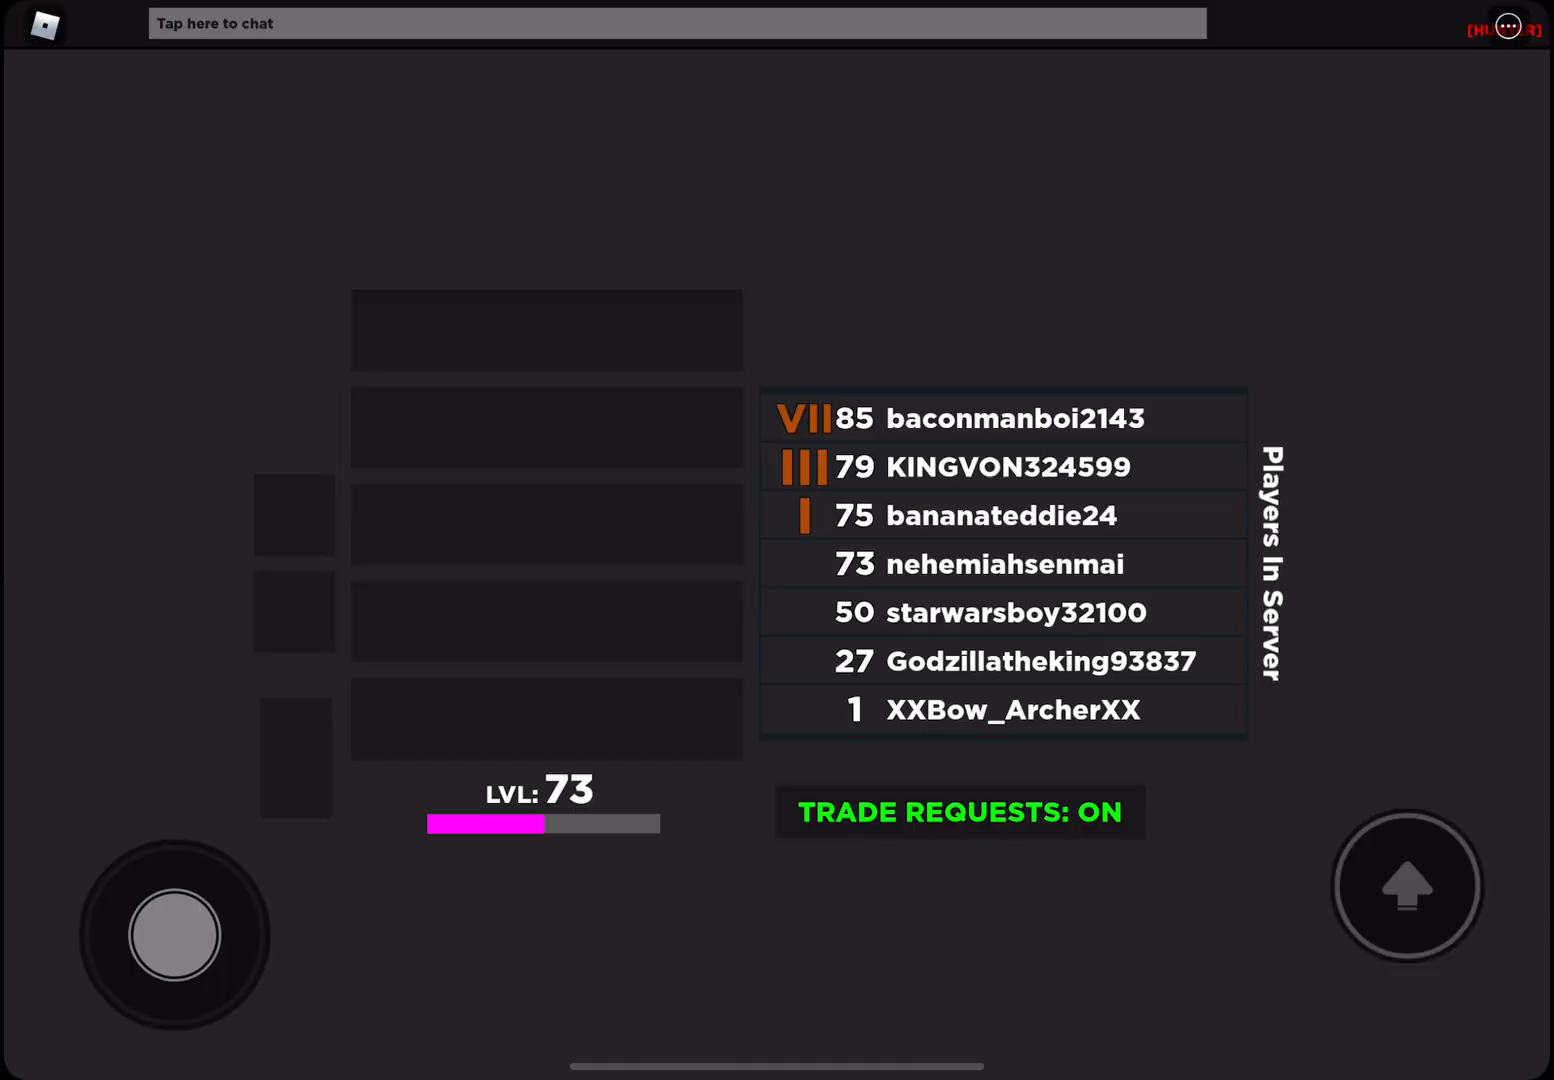 Tap here to chat
VII 85 baconmanboi2143
III 79 KINGVON324599
I 75 bananateddie24
73 nehemiahsenmai
50 starwarsboy32100
27 Godzillatheking93837
1 XXBow_ArcherXX
Players In Server
LVL: 73
TRADE REQUESTS: ON